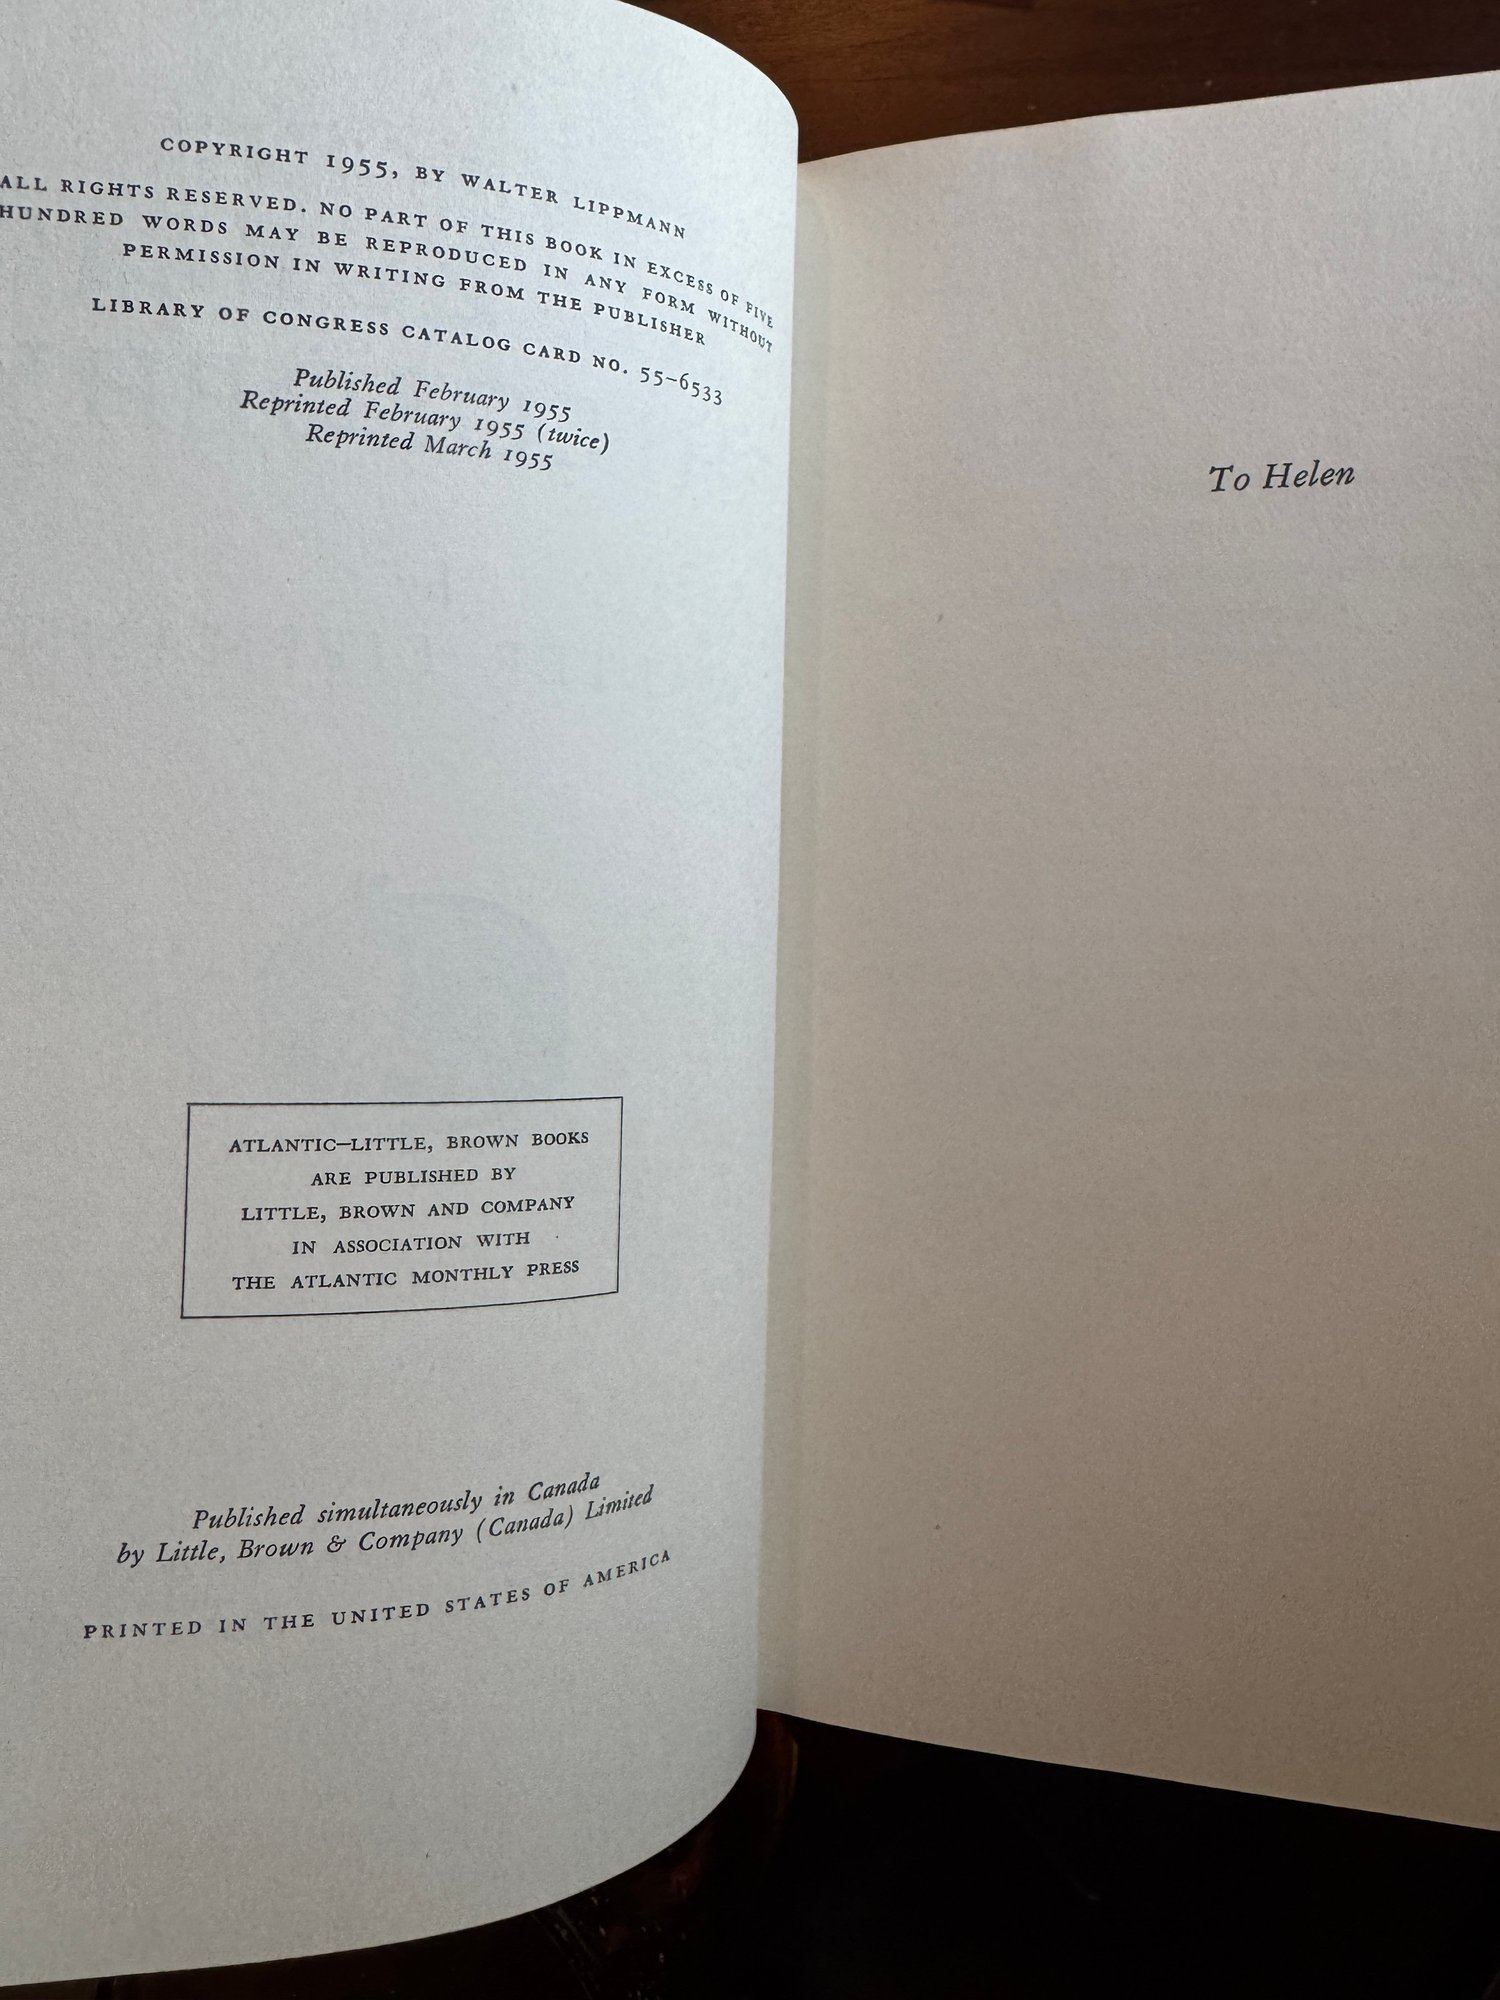 COPYRIGHT 1955, BY WALTER LIPPMANN
ALL RIGHTS RESERVED. NO PART OF THIS BOOK IN EXCESS OF FIVE
HUNDRED WORDS MAY BE REPRODUCED IN ANY FORM WITHOUT
PERMISSION IN WRITING FROM THE PUBLISHER
LIBRARY OF CONGRESS CATALOG CARD NO. 55-6533
Published February 1955
Reprinted February 1955 (twice)
Reprinted March 1955
ATLANTIC—LITTLE, BROWN BOOKS
ARE PUBLISHED BY
LITTLE, BROWN AND COMPANY
IN ASSOCIATION WITH
THE ATLANTIC MONTHLY PRESS
Published simultaneously in Canada
by Little, Brown & Company (Canada) Limited
PRINTED IN THE UNITED STATES OF AMERICA
To Helen